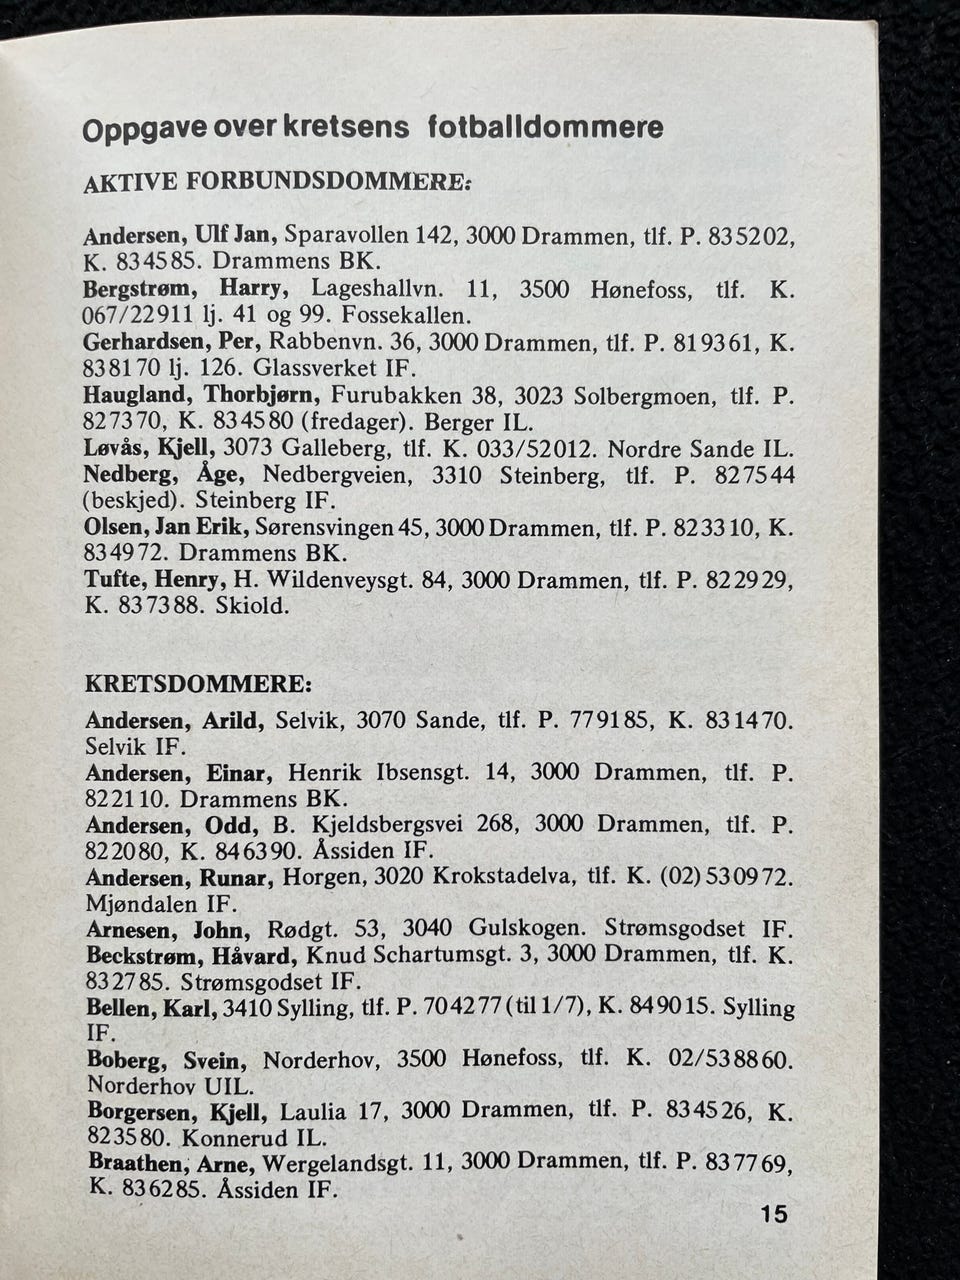 Oppgave over kretsens fotballdommere
AKTIVE FORBUNDSDOMMERE:
Andersen, Ulf Jan, Sparavollen 142, 3000 Drammen, tlf. P. 835202,
K. 834585. Drammens BK.
Bergstrøm, Harry, Lageshallvn. 11, 3500 Hønefoss, tlf. K.
067/22911 lj. 41 og 99. Fossekallen.
Gerhardsen, Per, Rabbenvn. 36, 3000 Drammen, tlf. P. 819361, K.
838170 lj. 126. Glassverket IF.
Haugland, Thorbjørn, Furubakken 38, 3023 Solbergmoen, tlf. P.
827370, K. 834580 (fredager). Berger IL.
Løvås, Kjell, 3073 Galleberg, tlf. K. 033/52012. Nordre Sande IL.
Nedberg, Åge, Nedbergveien, 3310 Steinberg, tlf. P. 827544
(beskjed). Steinberg IF.
Olsen, Jan Erik, Sørensvingen 45, 3000 Drammen, tlf. P. 823310, K.
834972. Drammens BK.
Tufte, Henry, H. Wildenveysgt. 84, 3000 Drammen, tlf. P. 822929,
K. 837388. Skiold.
KRETSDOMMERE:
Andersen, Arild, Selvik, 3070 Sande, tlf. P. 779185, K. 831470.
Selvik IF.
Andersen, Einar, Henrik Ibsensgt. 14, 3000 Drammen, tlf. P.
822110. Drammens BK.
Andersen, Odd, B. Kjeldsbergsvei 268, 3000 Drammen, tlf. P.
822080, K. 846390. Åssiden IF.
Andersen, Runar, Horgen, 3020 Krokstadelva, tlf. K. (02) 530972.
Mjøndalen IF.
Arnesen, John, Rødgt. 53, 3040 Gulskogen. Strømsgodset IF.
Beckstrøm, Håvard, Knud Schartumsgt. 3, 3000 Drammen, tlf. K.
832785. Strømsgodset IF.
Bellen, Karl, 3410 Sylling, tlf. P. 704277 (til 1/7), K. 849015. Sylling
IF.
Boberg, Svein, Norderhov, 3500 Hønefoss, tlf. K. 02/538860.
Norderhov UIL.
Borgersen, Kjell, Laulia 17, 3000 Drammen, tlf. P. 834526, K.
823580. Konnerud IL.
Braathen, Arne, Wergelandsgt. 11, 3000 Drammen, tlf. P. 837769,
K. 836285. Åssiden IF.
15